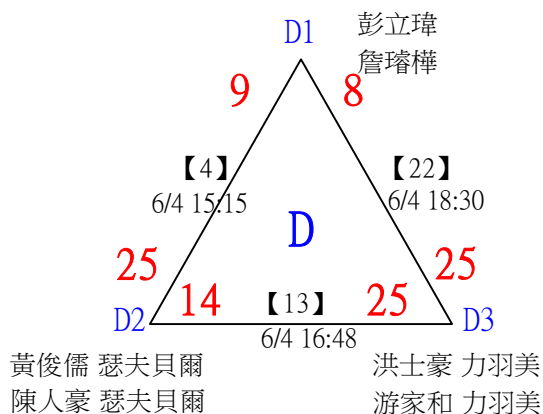 D1
彭立瑋
詹璿樺
9
8
【4】
6/4 15:15
【22】
6/4 18:30
D
25
25
D2
14
【13】
25
D3
6/4 16:48
黃俊儒 瑟夫貝爾
陳人豪 瑟夫貝爾
洪士豪 力羽美
游家和 力羽美